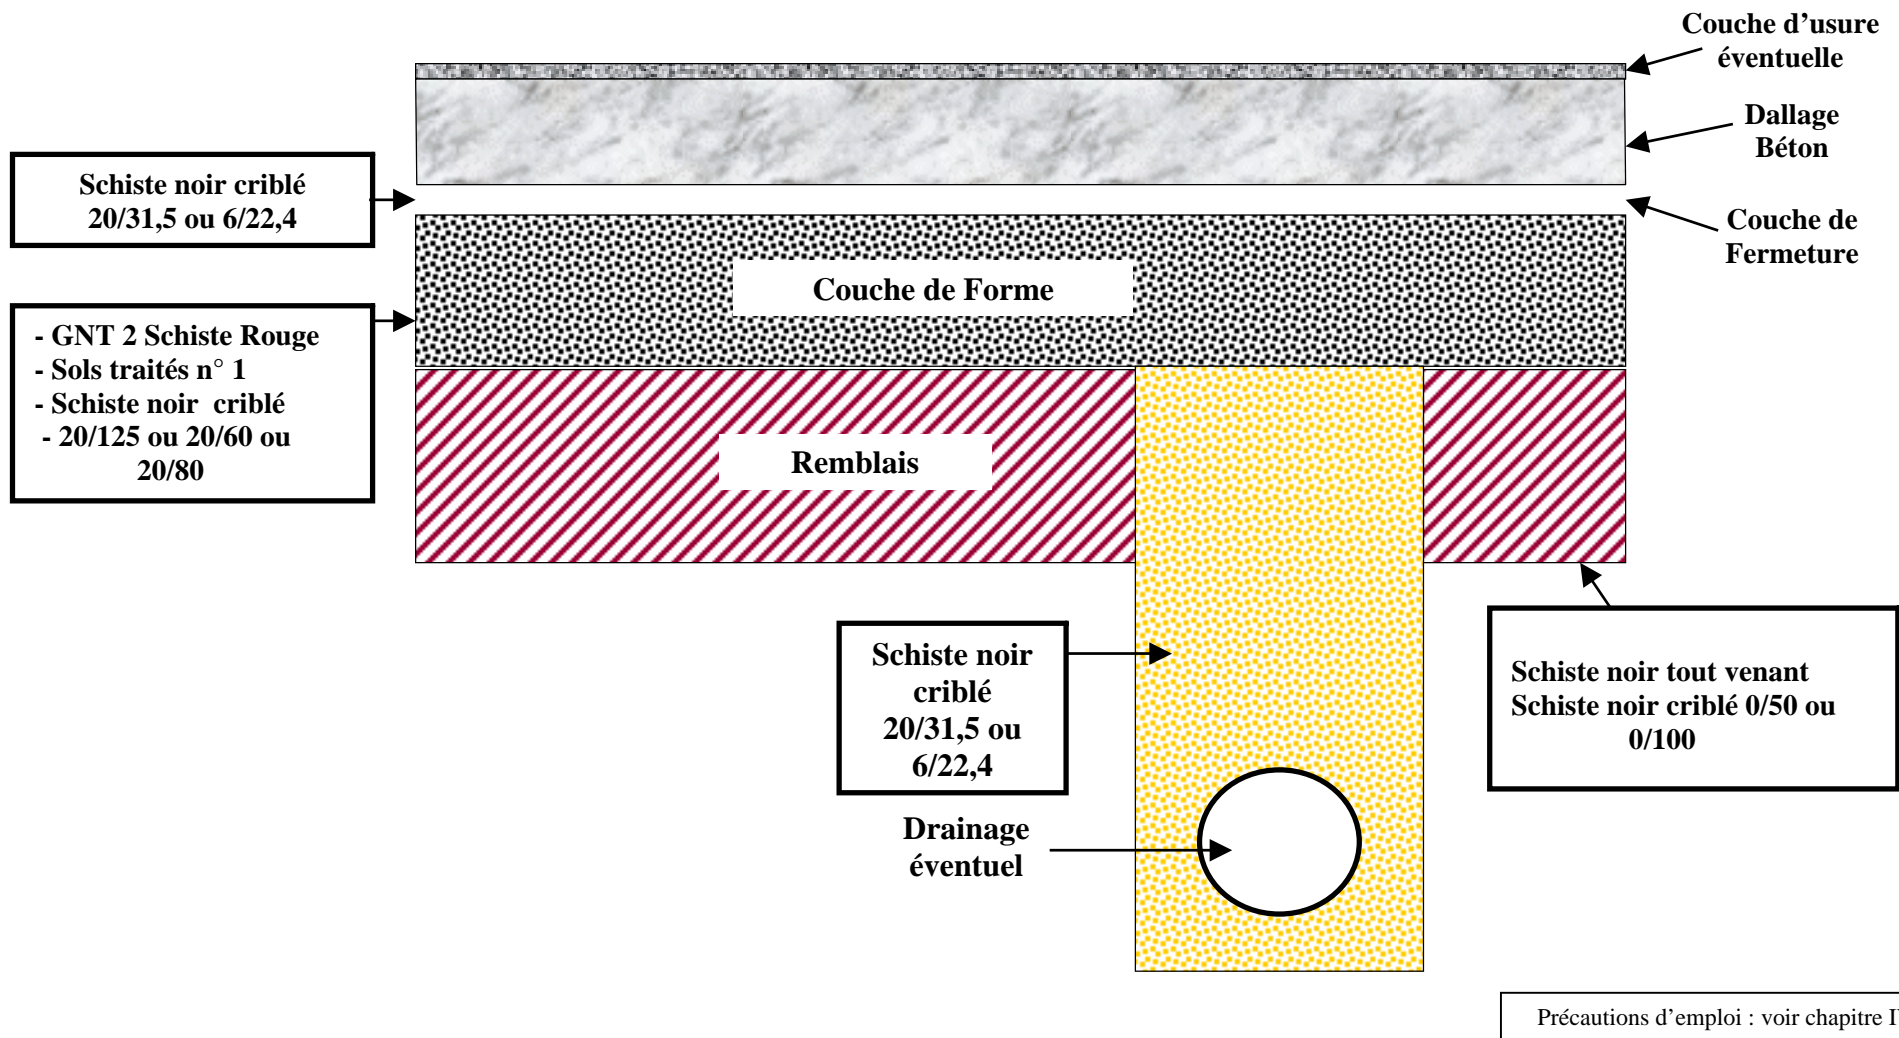 Couche d’usure
éventuelle
Dallage
Béton
Schiste noir criblé
20/31,5 ou 6/22,4
Couche de
Fermeture
Couche de Forme
- GNT 2 Schiste Rouge
- Sols traités n° 1
- Schiste noir criblé
- 20/125 ou 20/60 ou
20/80
Remblais
Schiste noir
criblé
20/31,5 ou
6/22,4
Schiste noir tout venant
Schiste noir criblé 0/50 ou
0/100
Drainage
éventuel
Précautions d’emploi : voir chapitre